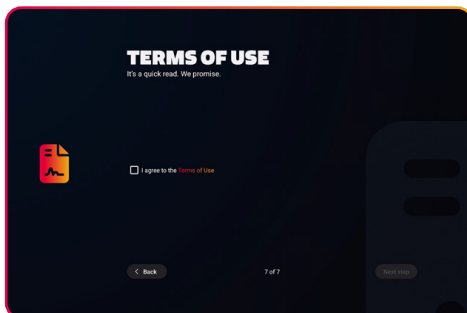 TERMS OF USE
It's a quick read. We promise.
I agree to the Terms of Use
Back
7 of 7
Next step